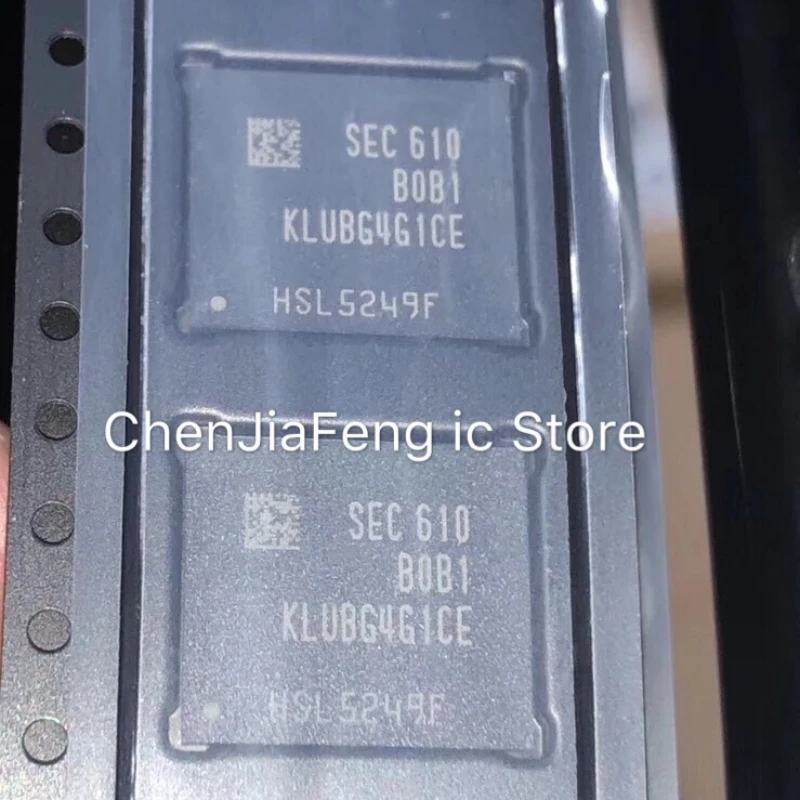 SEC 610
B0B1
KLUBG4G1CE
HSL5249F
ChenJiaFeng ic Store
SEC 610
B0B1
KLUBG4G1CE
HSL5249F